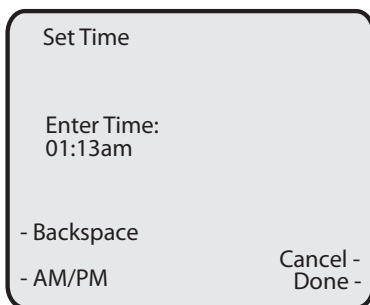 Set Time
Enter Time:
01:13am
- Backspace
Cancel -
- AM/PM
Done -